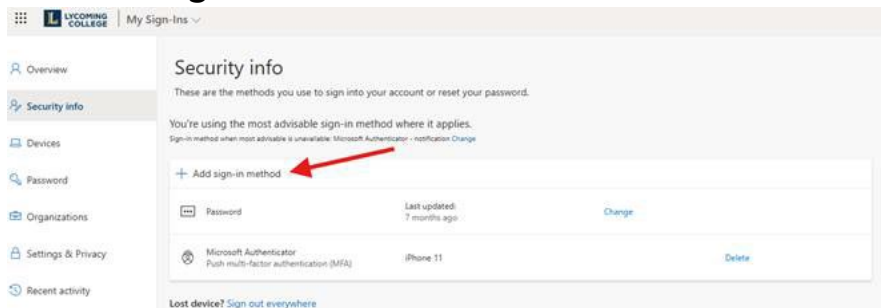 LYCOMING
COLLEGE
My Sign-Ins
Overview
Security info
Devices
Password
Organizations
Settings & Privacy
Recent activity
Security info
These are the methods you use to sign into your account or reset your password.
You're using the most advisable sign-in method where it applies.
Sign-in method when most advisable is unavailable: Microsoft Authenticator - notification Change
+ Add sign-in method
Password
Last updated:
7 months ago
Change
Microsoft Authenticator
Push multi-factor authentication (MFA)
iPhone 11
Delete
Lost device? Sign out everywhere